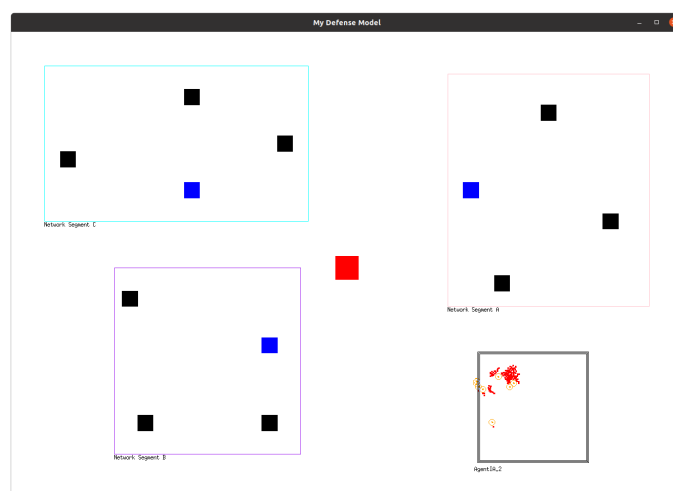 My Defense Model
Network Segment C
Network Segment A
Network Segment B
AgentIA_2